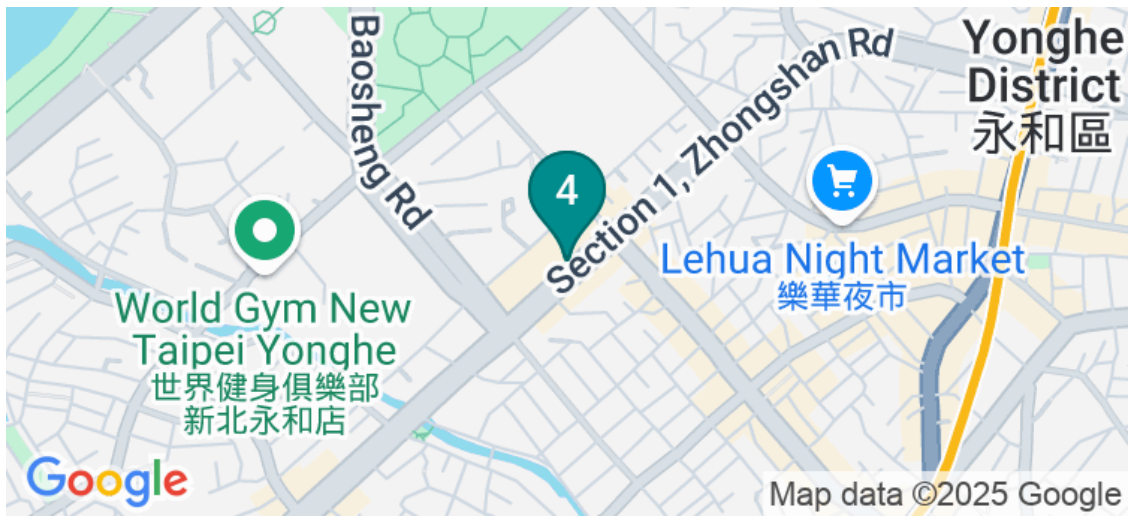 Baosheng Rd
Yonghe
District
永和區
4
Section 1, Zhongshan Rd
Lehua Night Market
樂華夜市
World Gym New
Taipei Yonghe
世界健身俱樂部
新北永和店
Google
Map data ©2025 Google